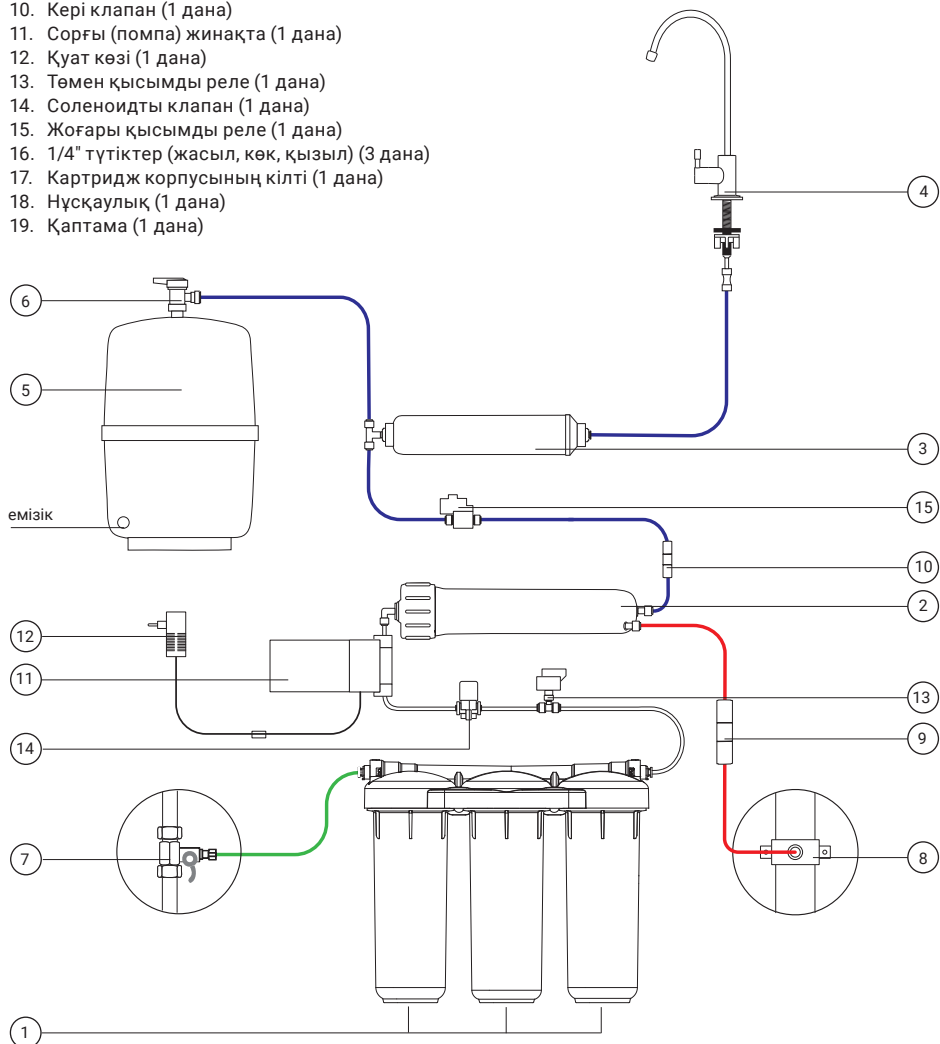 10. Кері клапан (1 дана)
11. Сорғы (помпа) жинақта (1 дана)
12. Қуат көзі (1 дана)
13. Төмен қысымды реле (1 дана)
14. Соленоидты клапан (1 дана)
15. Жоғары қысымды реле (1 дана)
16. 1/4" түтіктер (жасыл, көк, қызыл) (3 дана)
17. Картридж корпусының кілті (1 дана)
18. Нұсқаулық (1 дана)
19. Қаптама (1 дана)
4
6
5
3
15
емізік
10
2
12
11
13
14
9
7
8
1